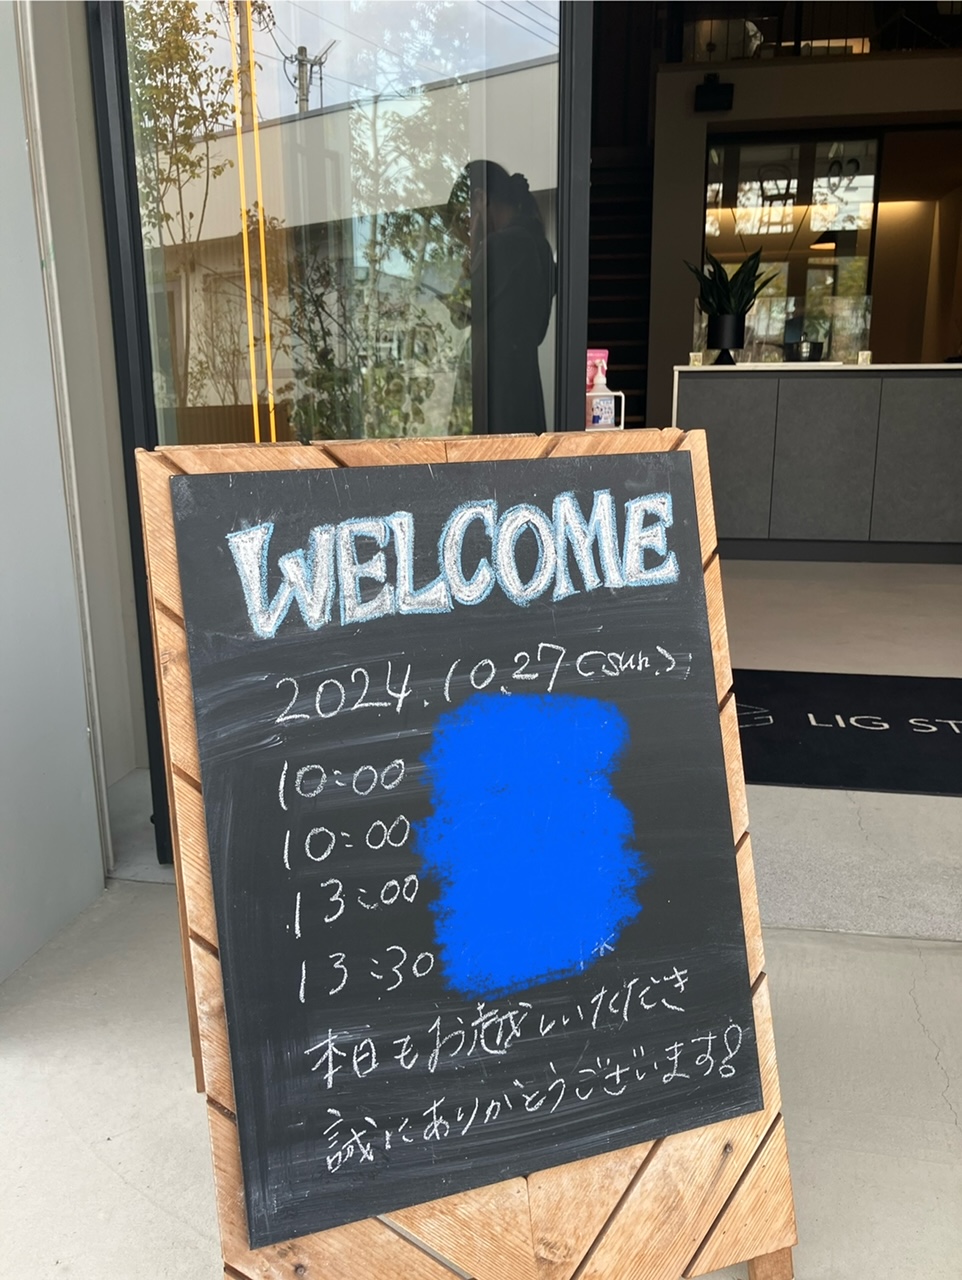 WELCOME
2024.10.27(sun.)
10:00
10:00
13:00
13:30
本日もお越しいただき
誠にありがとうございます!
LIG ST